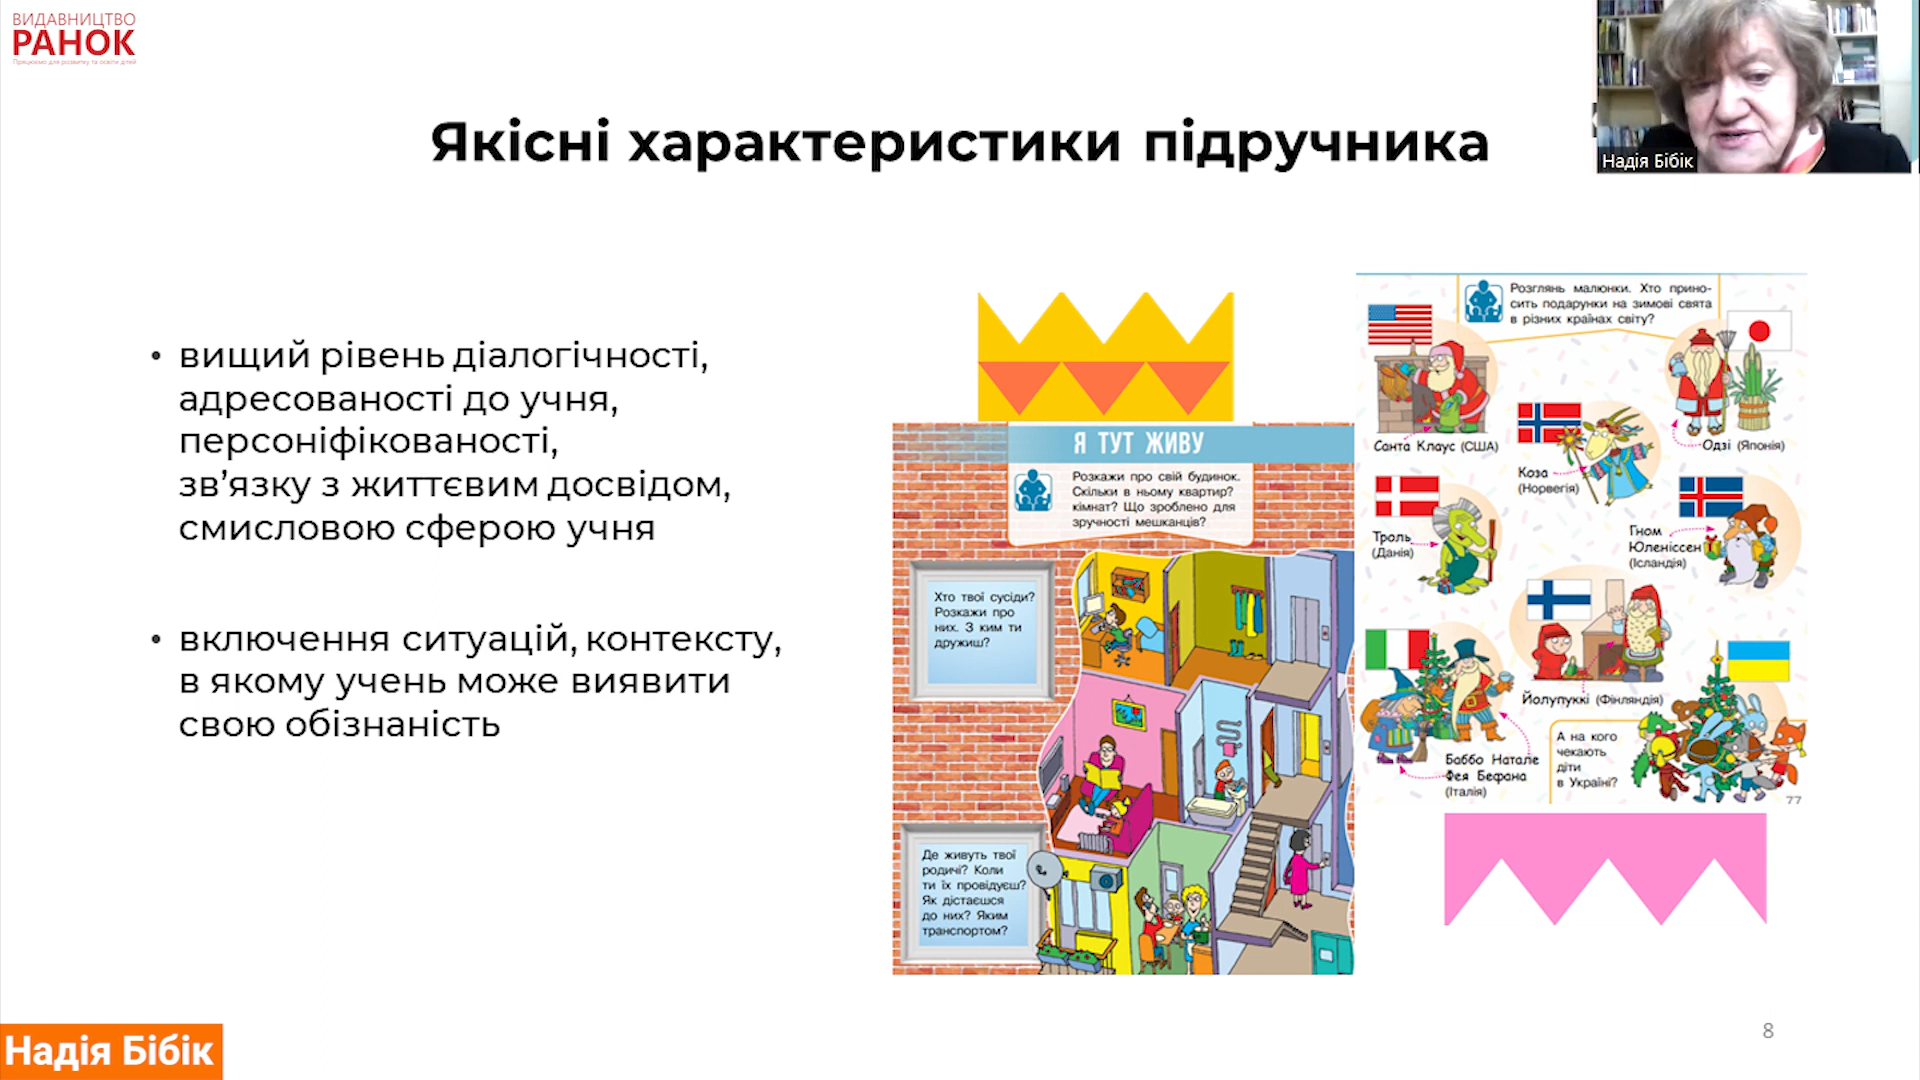 ВИДАВНИЦТВО
РАНОК
Працюємо для розвитку та освіти дітей
Якісні характеристики підручника
Надія Бібік
• вищий рівень діалогічності,
адресованості до учня,
персоніфікованості,
зв’язку з життєвим досвідом,
смисловою сферою учня
• включення ситуацій, контексту,
в якому учень може виявити
свою обізнаність
Я ТУТ ЖИВУ
Розкажи про свій будинок.
Скільки в ньому квартир?
кімнат? Що зроблено для
зручності мешканців?
Хто твої сусіди?
Розкажи про
них. З ким ти
дружиш?
Де живуть твої
родичі? Коли
ти їх провідуєш?
Як дістаєшся
до них? Яким
транспортом?
Розглянь малюнки. Хто прино-
сить подарунки на зимові свята
в різних країнах світу?
Санта Клаус (США)
Одзі (Японія)
Коза
(Норвегія)
Троль
(Данія)
Гном
Юленіссен
(Ісландія)
Йолупуккі (Фінляндія)
Баббо Натале
Фея Бефана
(Італія)
А на кого
чекають
діти
в Україні?
77
8
Надія Бібік